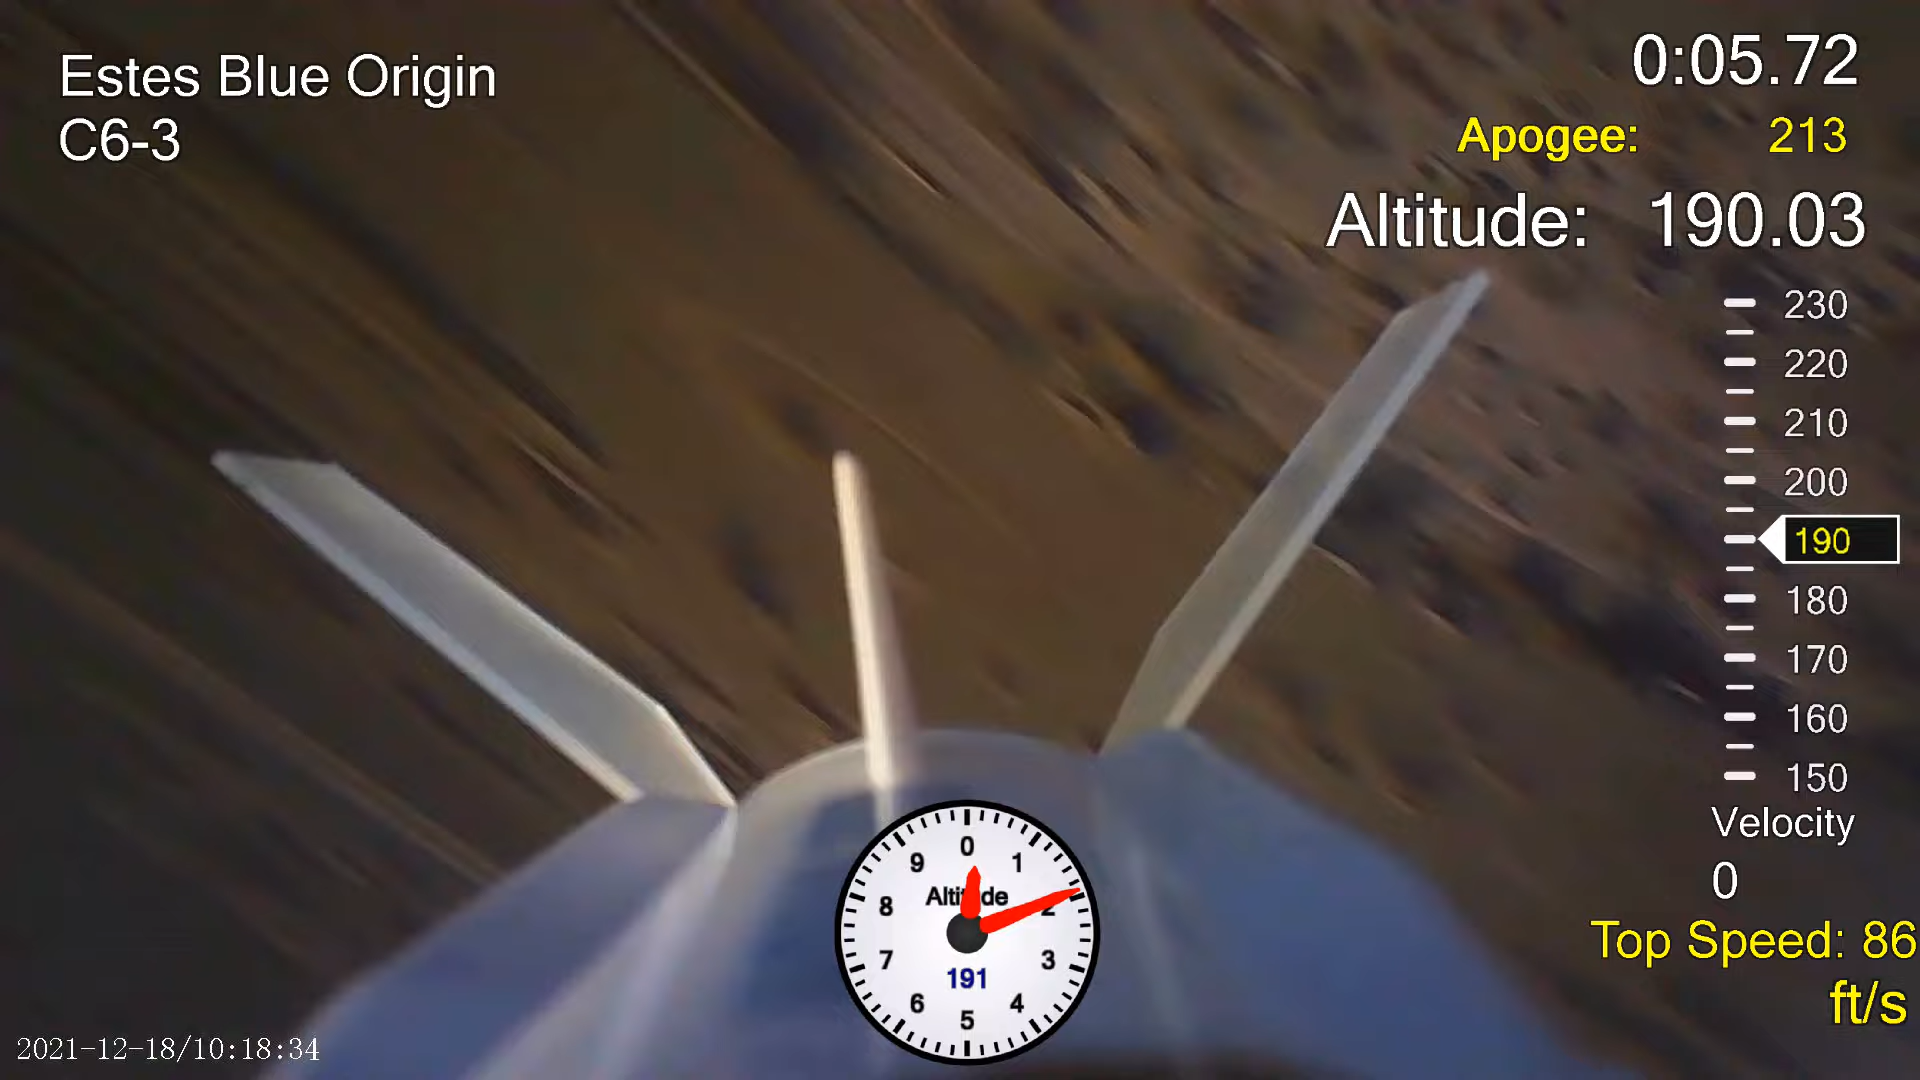 Estes Blue Origin
C6-3
0:05.72
Apogee: 213
Altitude: 190.03
230
220
210
200
190
180
170
160
150
Velocity
0
Top Speed: 86
ft/s
0
1
2
3
4
5
6
7
8
9
Altitude
191
2021-12-18/10:18:34